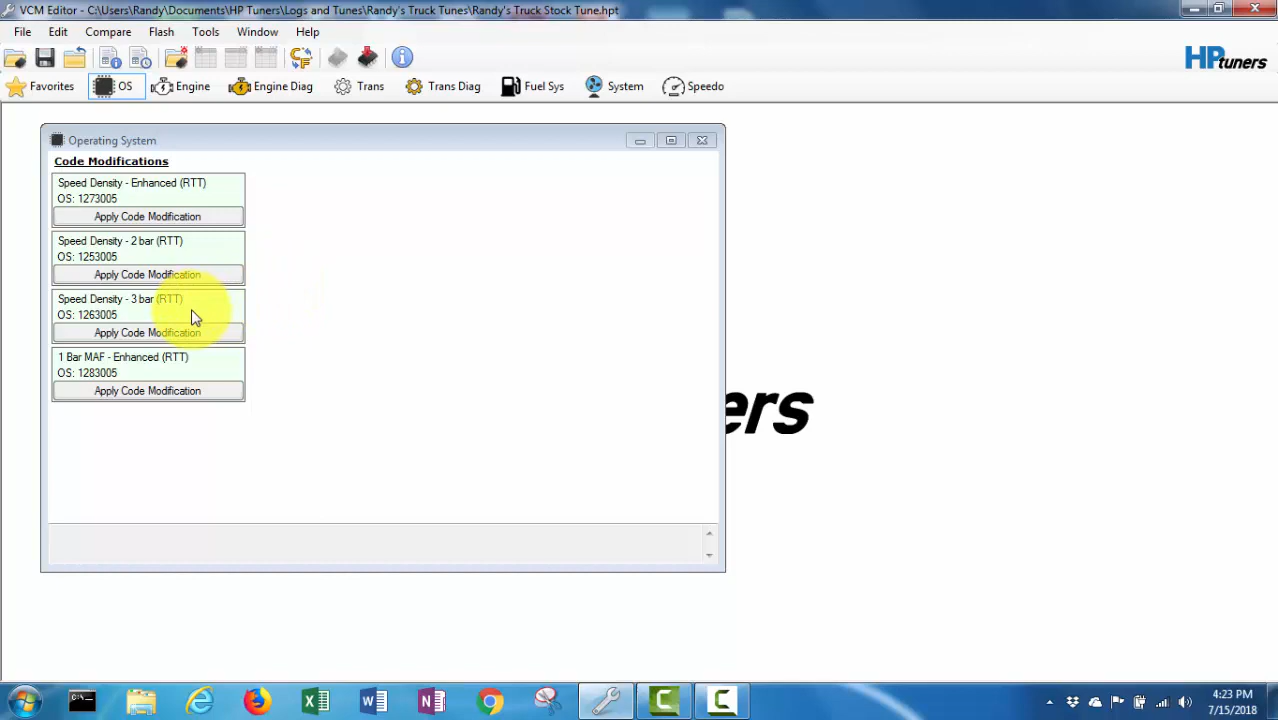 VCM Editor - C:\Users\Randy\Documents\HP Tuners\Logs and Tunes\Randy's Truck Tunes\Randy's Truck Stock Tune.hpt
File Edit Compare Flash Tools Window Help
HP tuners
Favorites OS Engine Engine Diag Trans Trans Diag Fuel Sys System Speedo
Operating System
Code Modifications
Speed Density - Enhanced (RTT)
OS: 1273005
Apply Code Modification
Speed Density - 2 bar (RTT)
OS: 1253005
Apply Code Modification
Speed Density - 3 bar (RTT)
OS: 1263005
Apply Code Modification
1 Bar MAF - Enhanced (RTT)
OS: 1283005
Apply Code Modification
ers
4:23 PM
7/15/2018